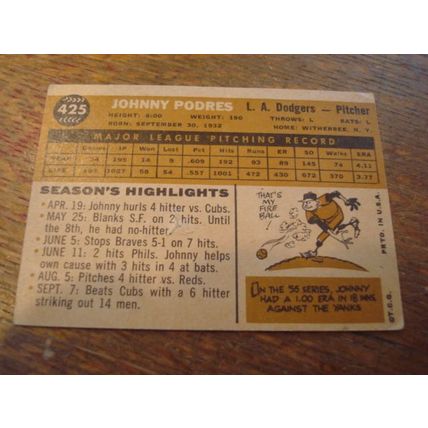 425
JOHNNY PODRES L. A. Dodgers — Pitcher
HEIGHT: 6:00 WEIGHT: 190 THROWS: L BATS: L
BORN: SEPTEMBER 30, 1932 HOME: WITHERBEE, N. Y.
MAJOR LEAGUE PITCHING RECORD
IP Won Lost Pct. Hits Runs ER SO Walks ERA
YEAR 34 195 14 9 .609 192 93 89 145 74 4.11
LIFE 1027 58 54 .557 1001 472 430 672 370 3.77
SEASON'S HIGHLIGHTS
• APR. 19: Johnny hurls 4 hitter vs. Cubs.
• MAY 25: Blanks S.F. on 2 hits. Until
the 8th, he had no-hitter.
• JUNE 5: Stops Braves 5-1 on 7 hits.
• JUNE 11: 2 hits Phils. Johnny helps
own cause with 3 hits in 4 at bats.
• AUG. 5: Pitches 4 hitter vs. Reds.
• SEPT. 7: Beats Cubs with a 6 hitter
striking out 14 men.
THAT'S
MY
FIRE
BALL!
IN THE '55 SERIES, JOHNNY
HAD A 1.00 ERA IN 18 INNS.
AGAINST THE YANKS
©T.C.G. PRTD. IN U.S.A.